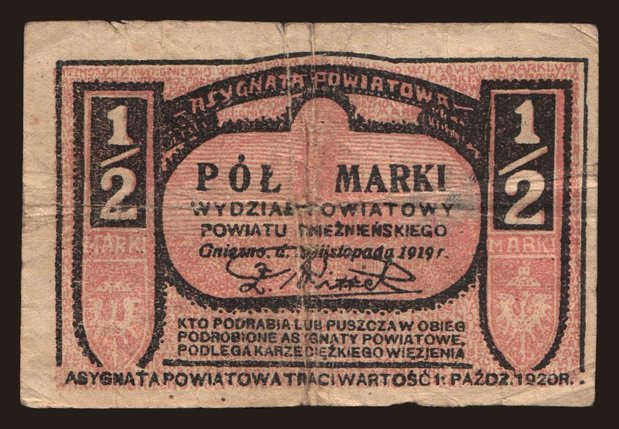 ASYGNATA POWIATOWA
1/2
1/2
PÓŁ MARKI
WYDZIAŁ POWIATOWY
POWIATU GNIEŹNIEŃSKIEGO
Gniezno, d. listopada 1919 r.
MARKI
MARKI
KTO PODRABIA LUB PUSZCZA W OBIEG
PODROBIONE ASYGNATY POWIATOWE,
PODLEGA KARZE CIĘŻKIEGO WIĘZIENIA
ASYGNATA POWIATOWA TRACI WARTOŚĆ 1. PAŹDZ. 1920 R.